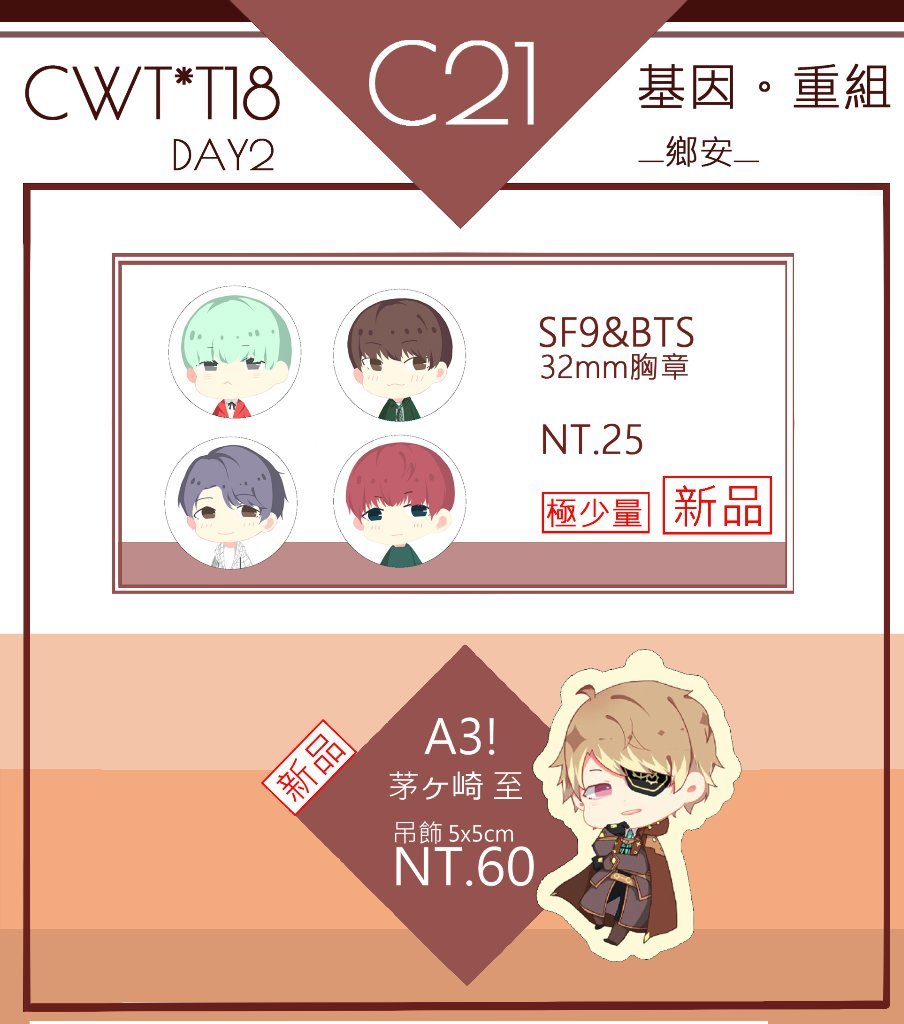 CWT*T18
DAY2
C21
基因。重組
—鄉安—
SF9&BTS
32mm胸章
NT.25
極少量
新品
新品
A3!
茅ヶ崎 至
吊飾 5x5cm
NT.60